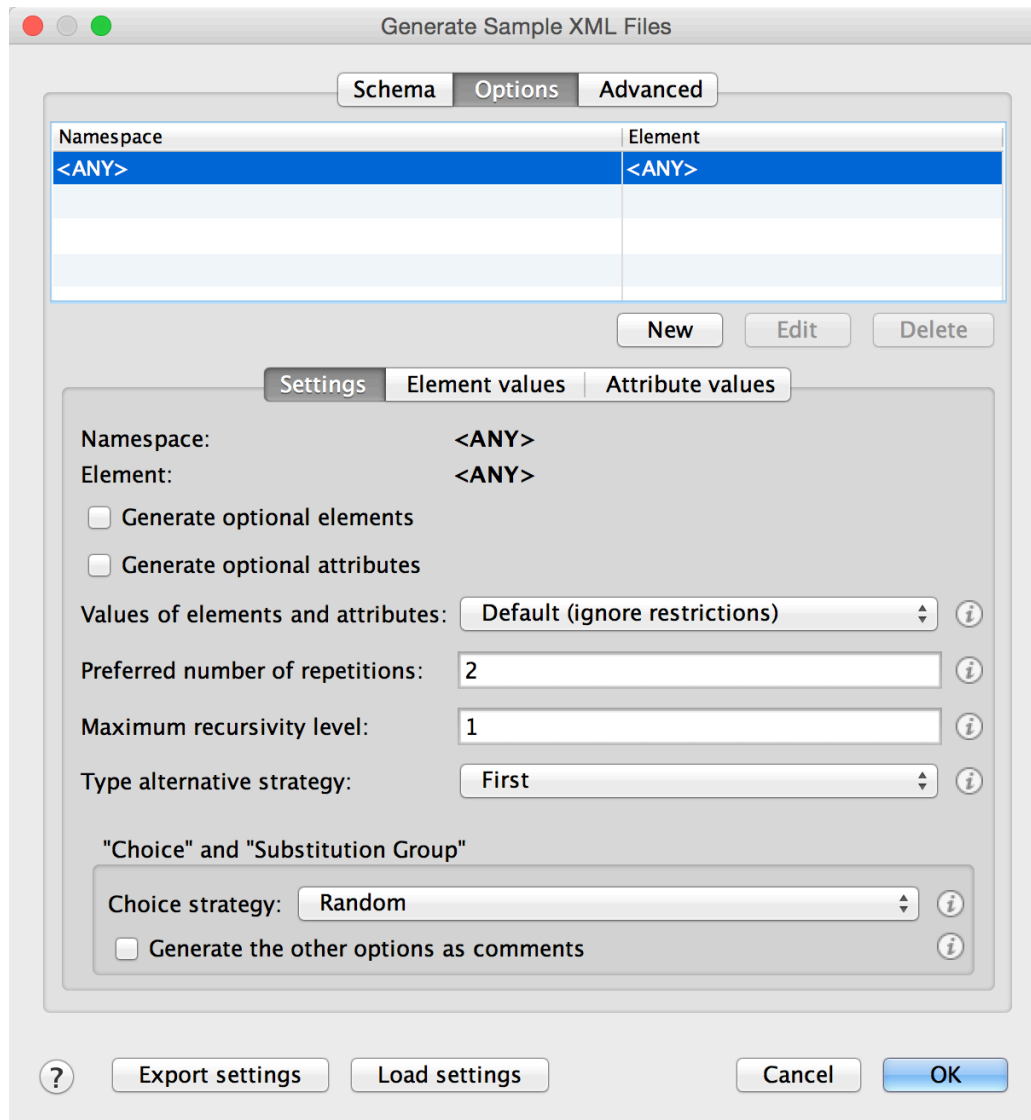 Generate Sample XML Files
Schema Options Advanced
Namespace Element
<ANY> <ANY>
New Edit Delete
Settings Element values Attribute values
Namespace: <ANY>
Element: <ANY>
Generate optional elements
Generate optional attributes
Values of elements and attributes: Default (ignore restrictions) i
Preferred number of repetitions: 2 i
Maximum recursivity level: 1 i
Type alternative strategy: First i
"Choice" and "Substitution Group"
Choice strategy: Random i
Generate the other options as comments i
? Export settings Load settings Cancel OK